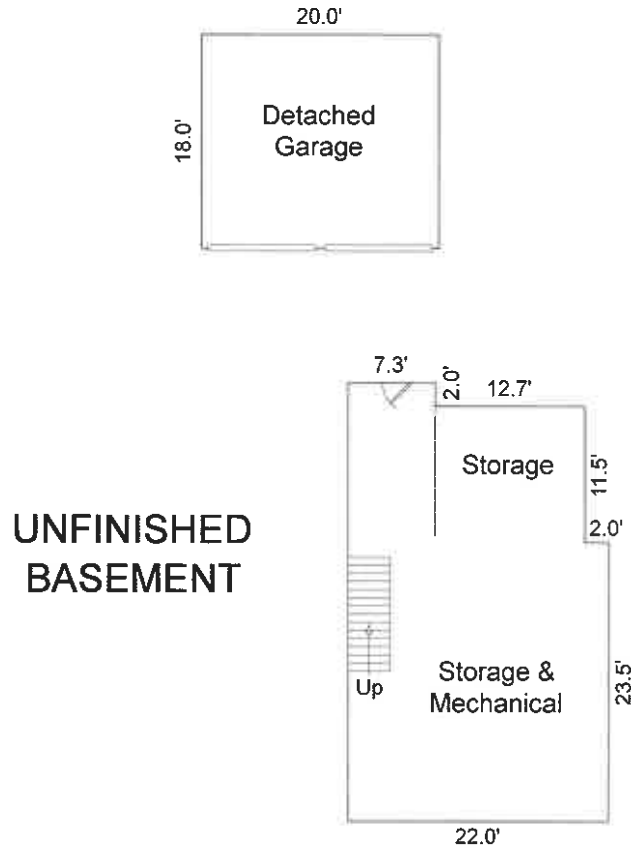 20.0'
18.0'
Detached
Garage
7.3'
2.0'
12.7'
Storage
11.5'
2.0'
UNFINISHED
BASEMENT
Up
Storage &
Mechanical
23.5'
22.0'